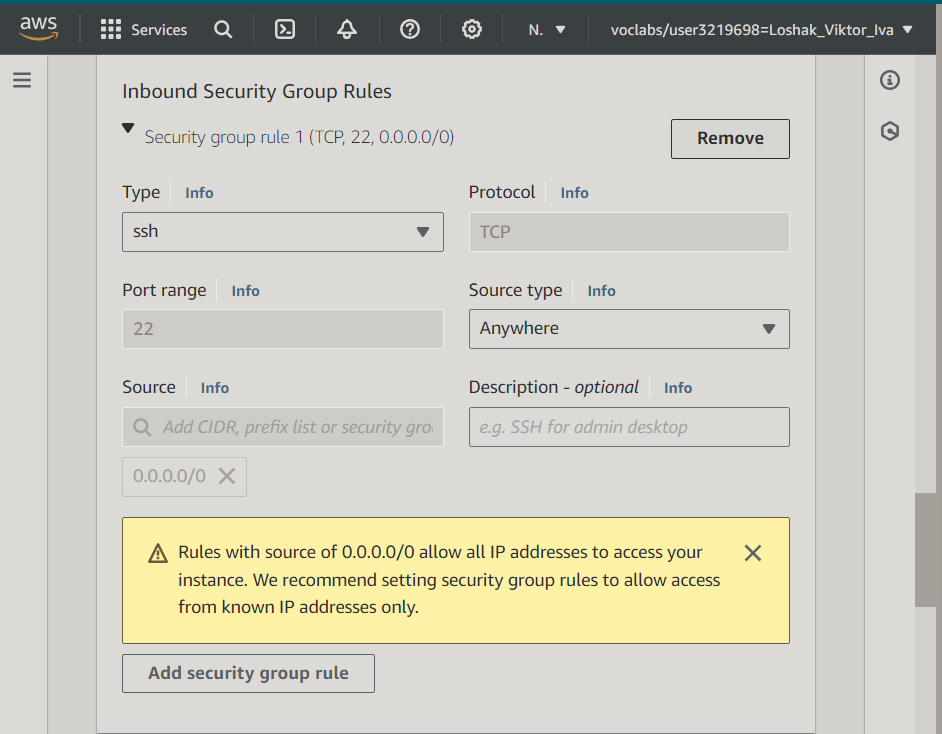 aws
Services
N.
voclabs/user3219698=Loshak_Viktor_Iva
Inbound Security Group Rules
Security group rule 1 (TCP, 22, 0.0.0.0/0)
Remove
Type
Info
Protocol
Info
ssh
TCP
Port range
Info
Source type
Info
22
Anywhere
Source
Info
Description - optional
Info
Add CIDR, prefix list or security grou
e.g. SSH for admin desktop
0.0.0.0/0
Rules with source of 0.0.0.0/0 allow all IP addresses to access your
instance. We recommend setting security group rules to allow access
from known IP addresses only.
Add security group rule